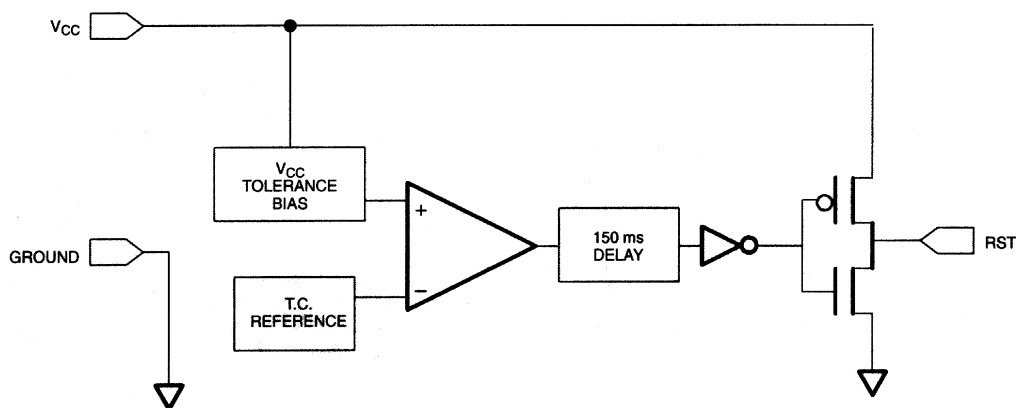 VCC
VCC
TOLERANCE
BIAS
+
GROUND
150 ms
DELAY
RST
−
T.C.
REFERENCE